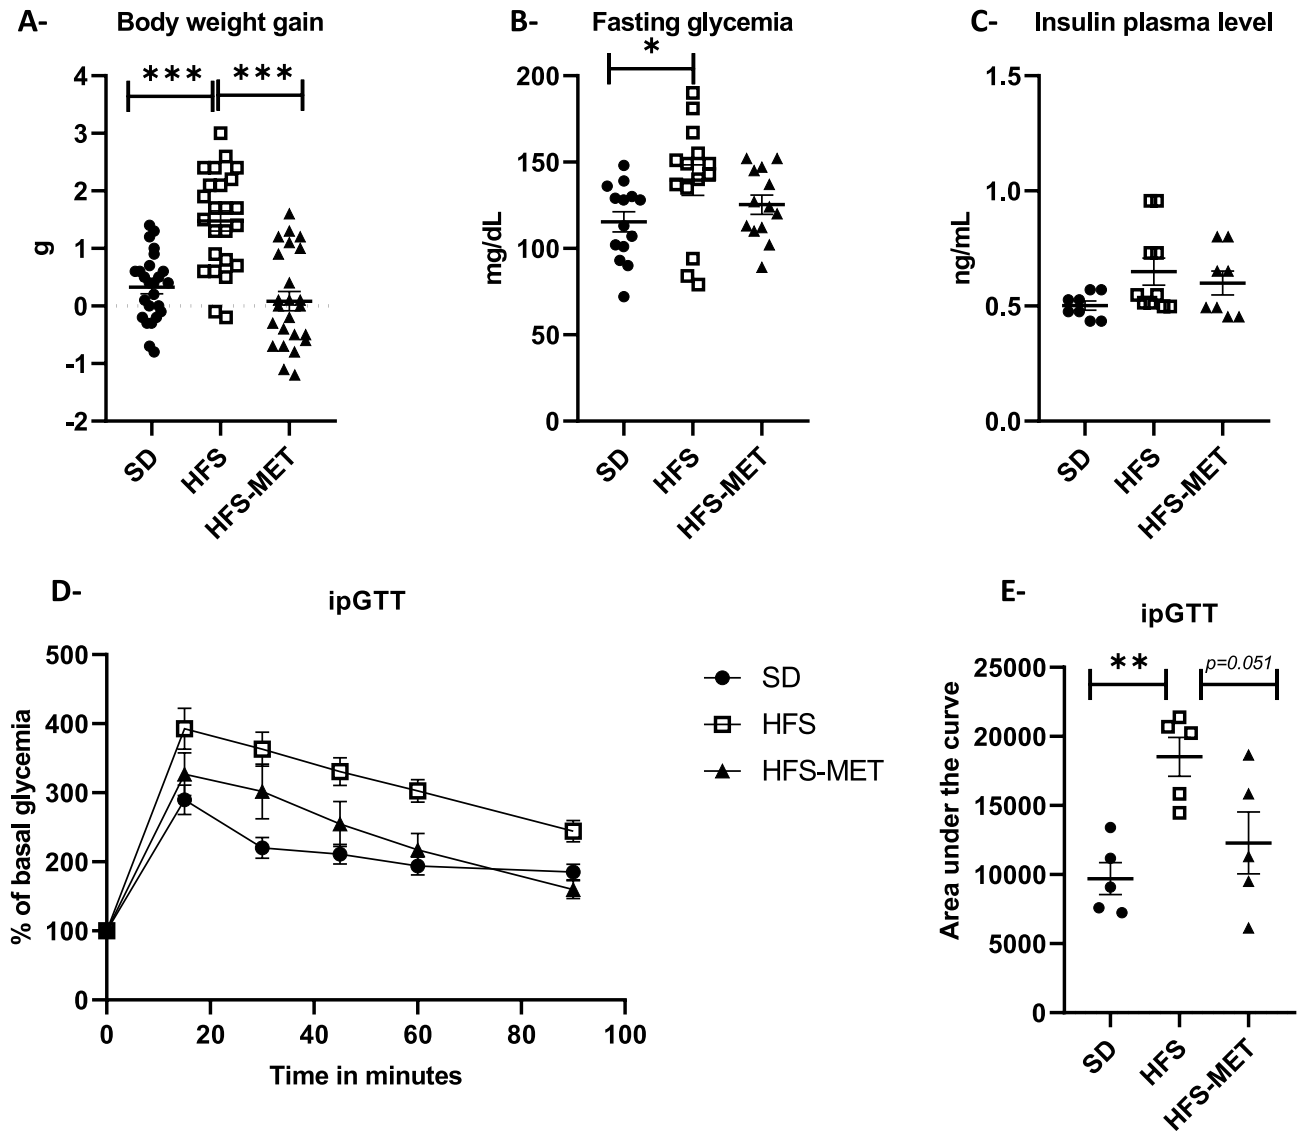 A-
Body weight gain
***
***
4
3
2
1
0
-1
-2
g
SD
HFS
HFS-MET
B-
Fasting glycemia
*
200
150
100
50
0
mg/dL
SD
HFS
HFS-MET
C-
Insulin plasma level
1.5
1.0
0.5
0.0
ng/mL
SD
HFS
HFS-MET
D-
ipGTT
500
400
300
200
100
0
% of basal glycemia
0
20
40
60
80
100
Time in minutes
SD
HFS
HFS-MET
E-
ipGTT
**
p=0.051
25000
20000
15000
10000
5000
0
Area under the curve
SD
HFS
HFS-MET